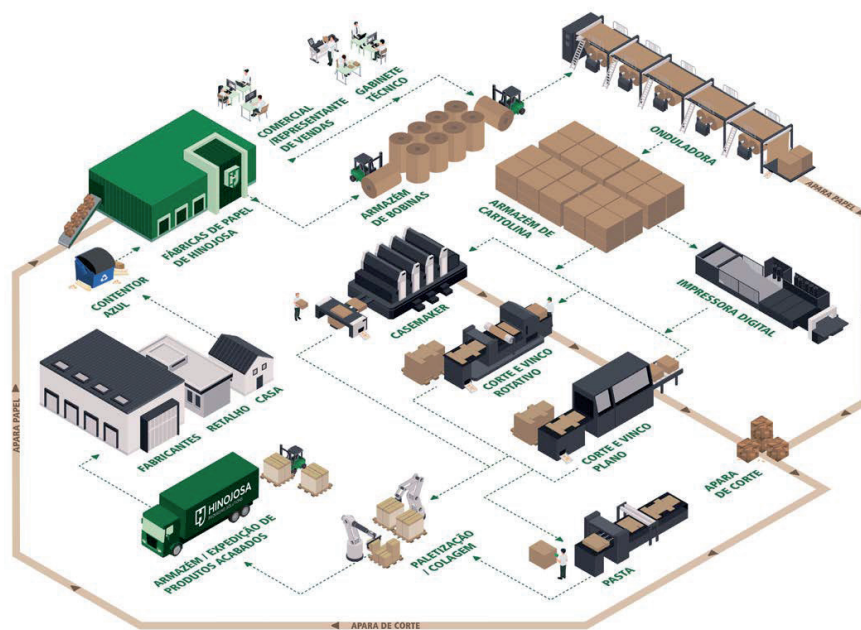 COMERCIAL
/REPRESENTANTE
DE VENDAS
GABINETE
TÉCNICO
ONDULADORA
APARA PAPEL
FÁBRICAS DE PAPEL
DE HINOJOSA
ARMAZÉM
DE BOBINAS
ARMAZÉM DE
CARTOLINA
CONTENTOR
AZUL
CASEMAKER
IMPRESSORA DIGITAL
CORTE E VINCO
ROTATIVO
FABRICANTES
RETALHO
CASA
CORTE E VINCO
PLANO
APARA
DE CORTE
APARA PAPEL
HINOJOSA
ARMAZÉM / EXPEDIÇÃO DE
PRODUTOS ACABADOS
PALETIZAÇÃO
/ COLAGEM
PASTA
APARA DE CORTE